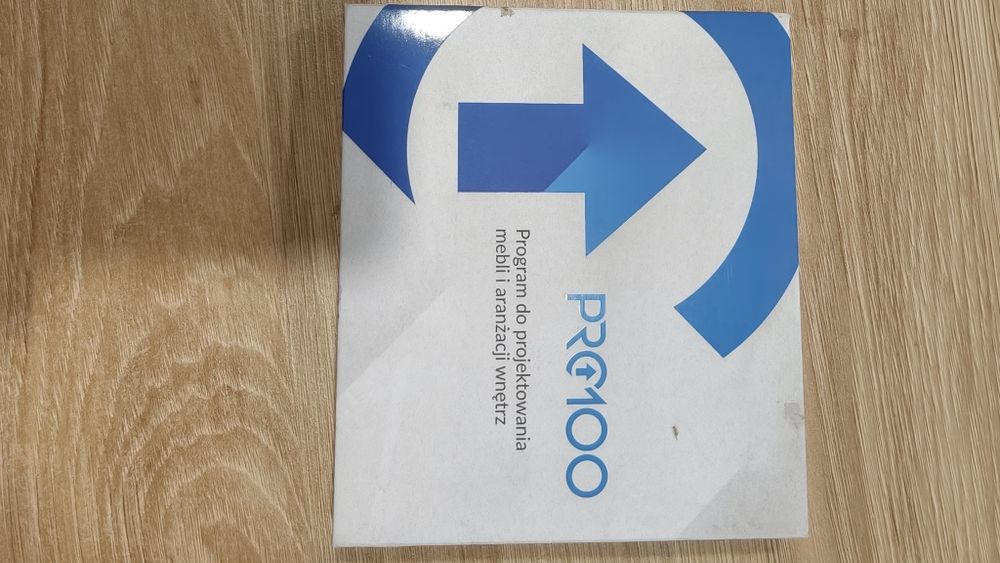 PRO100
Program do projektowania
mebli i aranżacji wnętrz